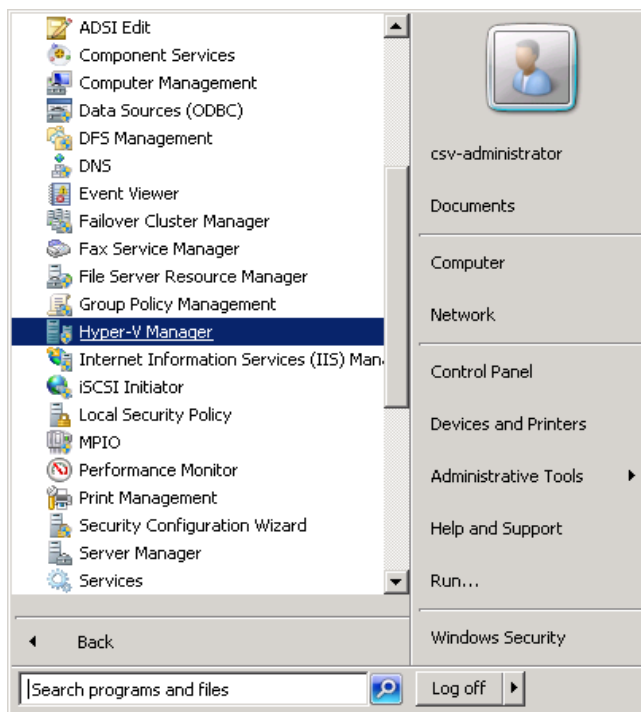 ADSI Edit
Component Services
Computer Management
Data Sources (ODBC)
DFS Management
DNS
Event Viewer
Failover Cluster Manager
Fax Service Manager
File Server Resource Manager
Group Policy Management
Hyper-V Manager
Internet Information Services (IIS) Man
iSCSI Initiator
Local Security Policy
MPIO
Performance Monitor
Print Management
Security Configuration Wizard
Server Manager
Services
Back
Search programs and files
csv-administrator
Documents
Computer
Network
Control Panel
Devices and Printers
Administrative Tools
Help and Support
Run...
Windows Security
Log off